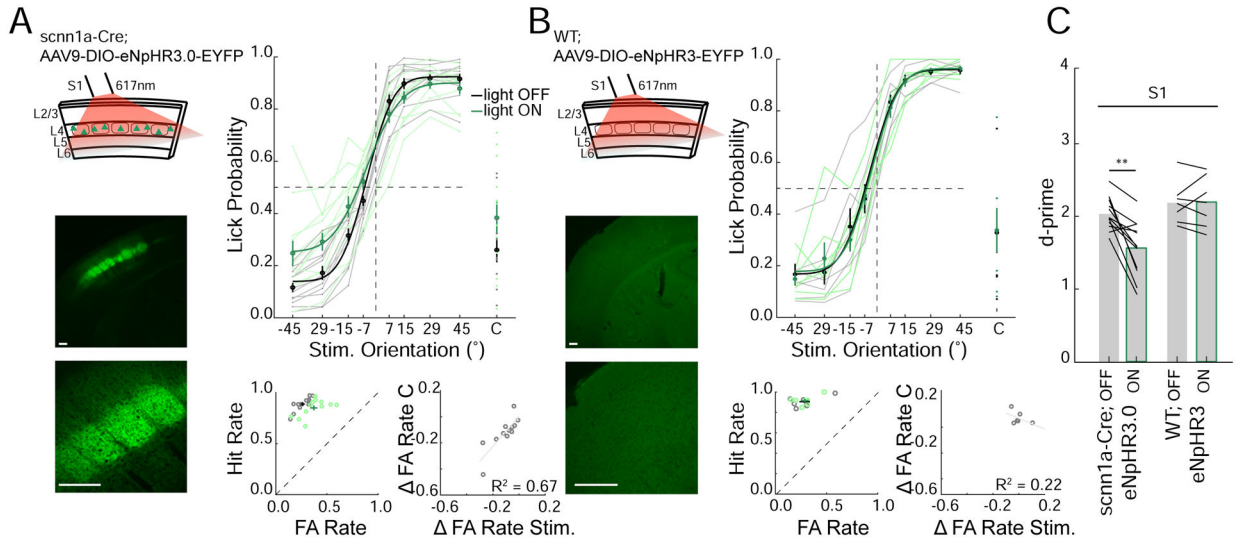 A
scnn1a-Cre;
AAV9-DIO-eNpHR3.0-EYFP
S1
617nm
L2/3
L4
L5
L6
Lick Probability
1.0
0.8
0.6
0.4
0.2
0.0
light OFF
light ON
-45 29 -15 -7 7 15 29 45 C
Stim. Orientation (°)
Hit Rate
1.0
0.5
0.0
0.0 0.5 1.0
FA Rate
Δ FA Rate C
0.2
-0.2
-0.6
R² = 0.67
-0.6 -0.2 0.2
Δ FA Rate Stim.
B
WT;
AAV9-DIO-eNpHR3-EYFP
S1
617nm
L2/3
L4
L5
L6
Lick Probability
1.0
0.8
0.6
0.4
0.2
0.0
-45 29 -15 -7 7 15 29 45 C
Stim. Orientation (°)
Hit Rate
1.0
0.5
0.0
0.0 0.5 1.0
FA Rate
Δ FA Rate C
0.2
-0.2
-0.6
R² = 0.22
-0.6 -0.2 0.2
Δ FA Rate Stim.
C
S1
d-prime
4
3
2
1
0
**
scnn1a-Cre; OFF
eNpHR3.0 ON
WT; OFF
eNpHR3 ON